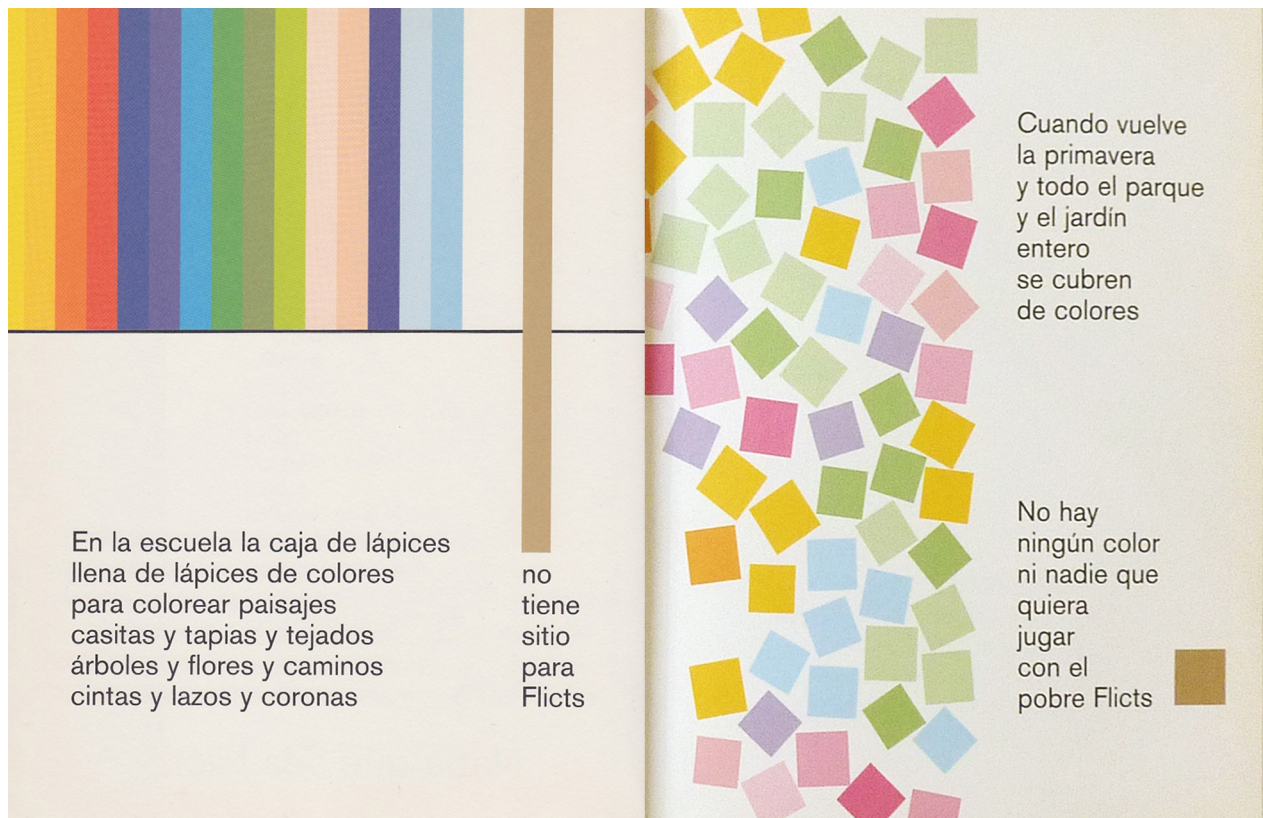 En la escuela la caja de lápices
llena de lápices de colores
para colorear paisajes
casitas y tapias y tejados
árboles y flores y caminos
cintas y lazos y coronas
no
tiene
sitio
para
Flicts
Cuando vuelve
la primavera
y todo el parque
y el jardín
entero
se cubren
de colores
No hay
ningún color
ni nadie que
quiera
jugar
con el
pobre Flicts